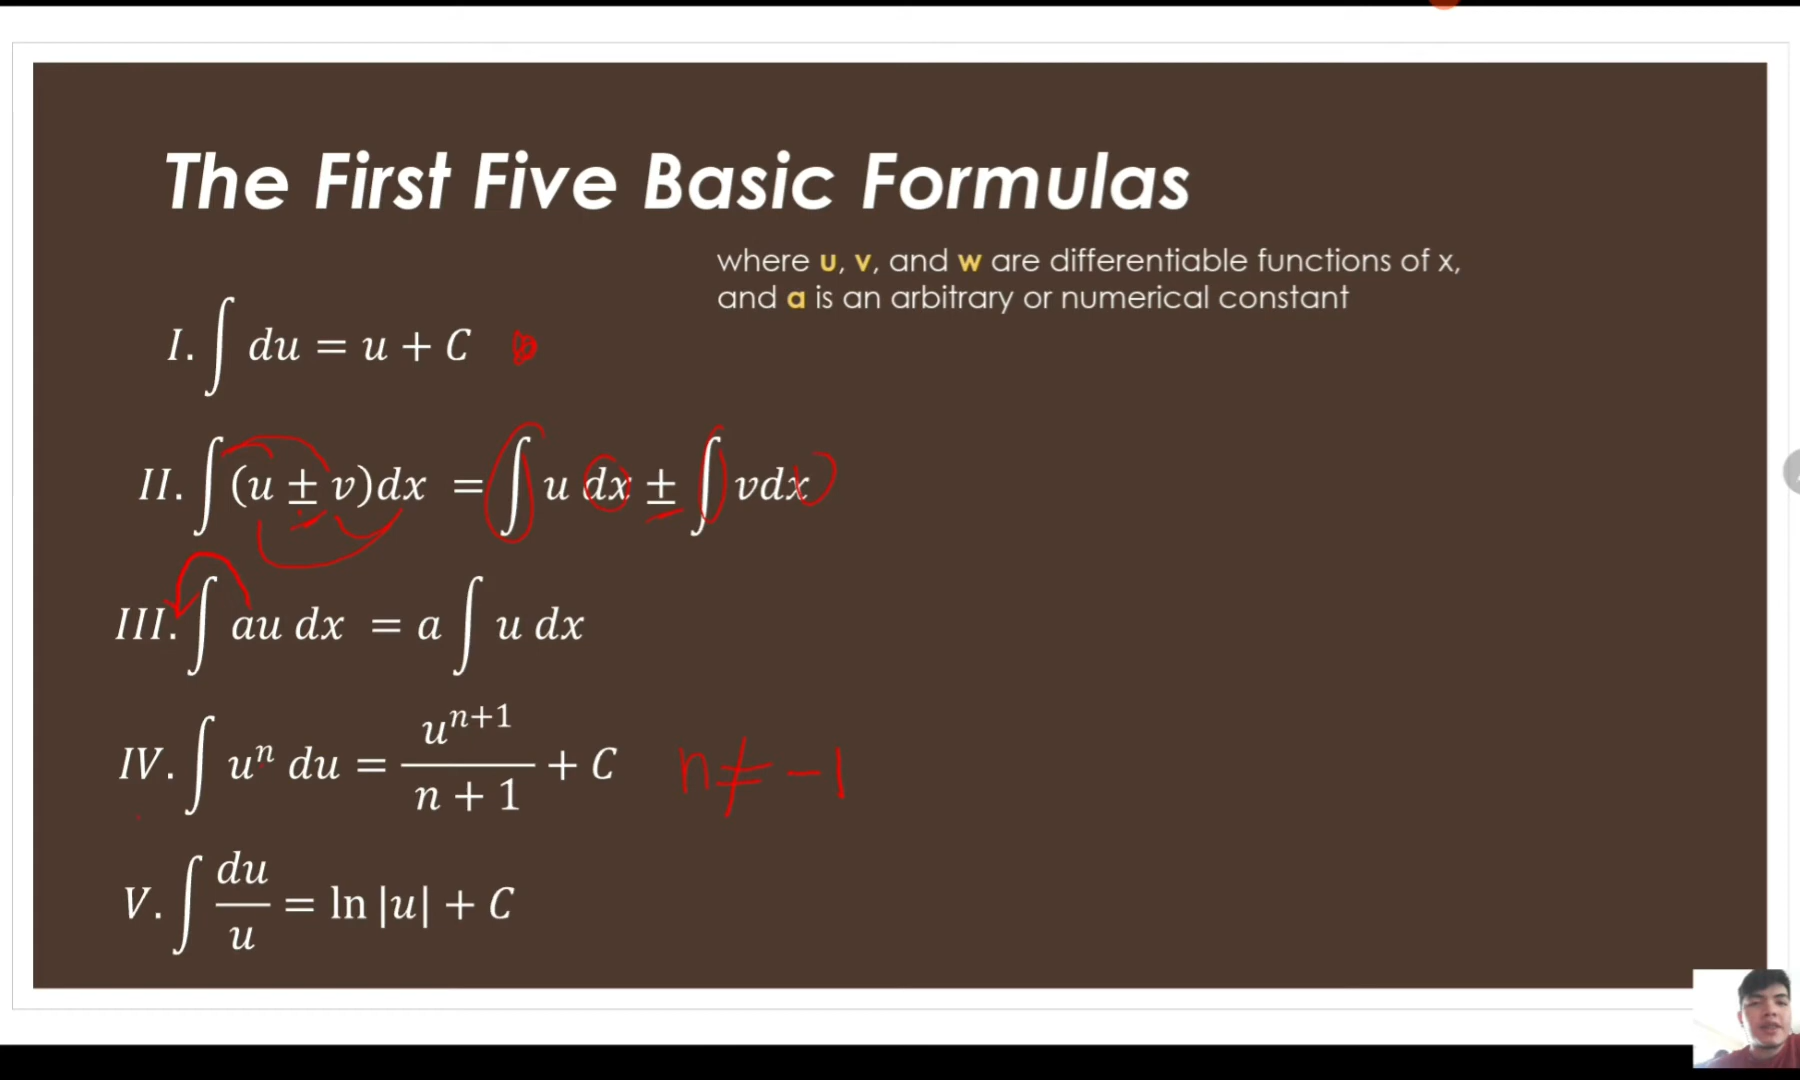 The First Five Basic Formulas
where u, v, and w are differentiable functions of x,
and a is an arbitrary or numerical constant
I. ∫ du = u + C
II. ∫ (u ± v)dx = ∫ u dx ± ∫ vdx
III. ∫ au dx = a ∫ u dx
IV. ∫ uⁿ du = uⁿ⁺¹/(n + 1) + C n ≠ -1
V. ∫ du/u = ln |u| + C